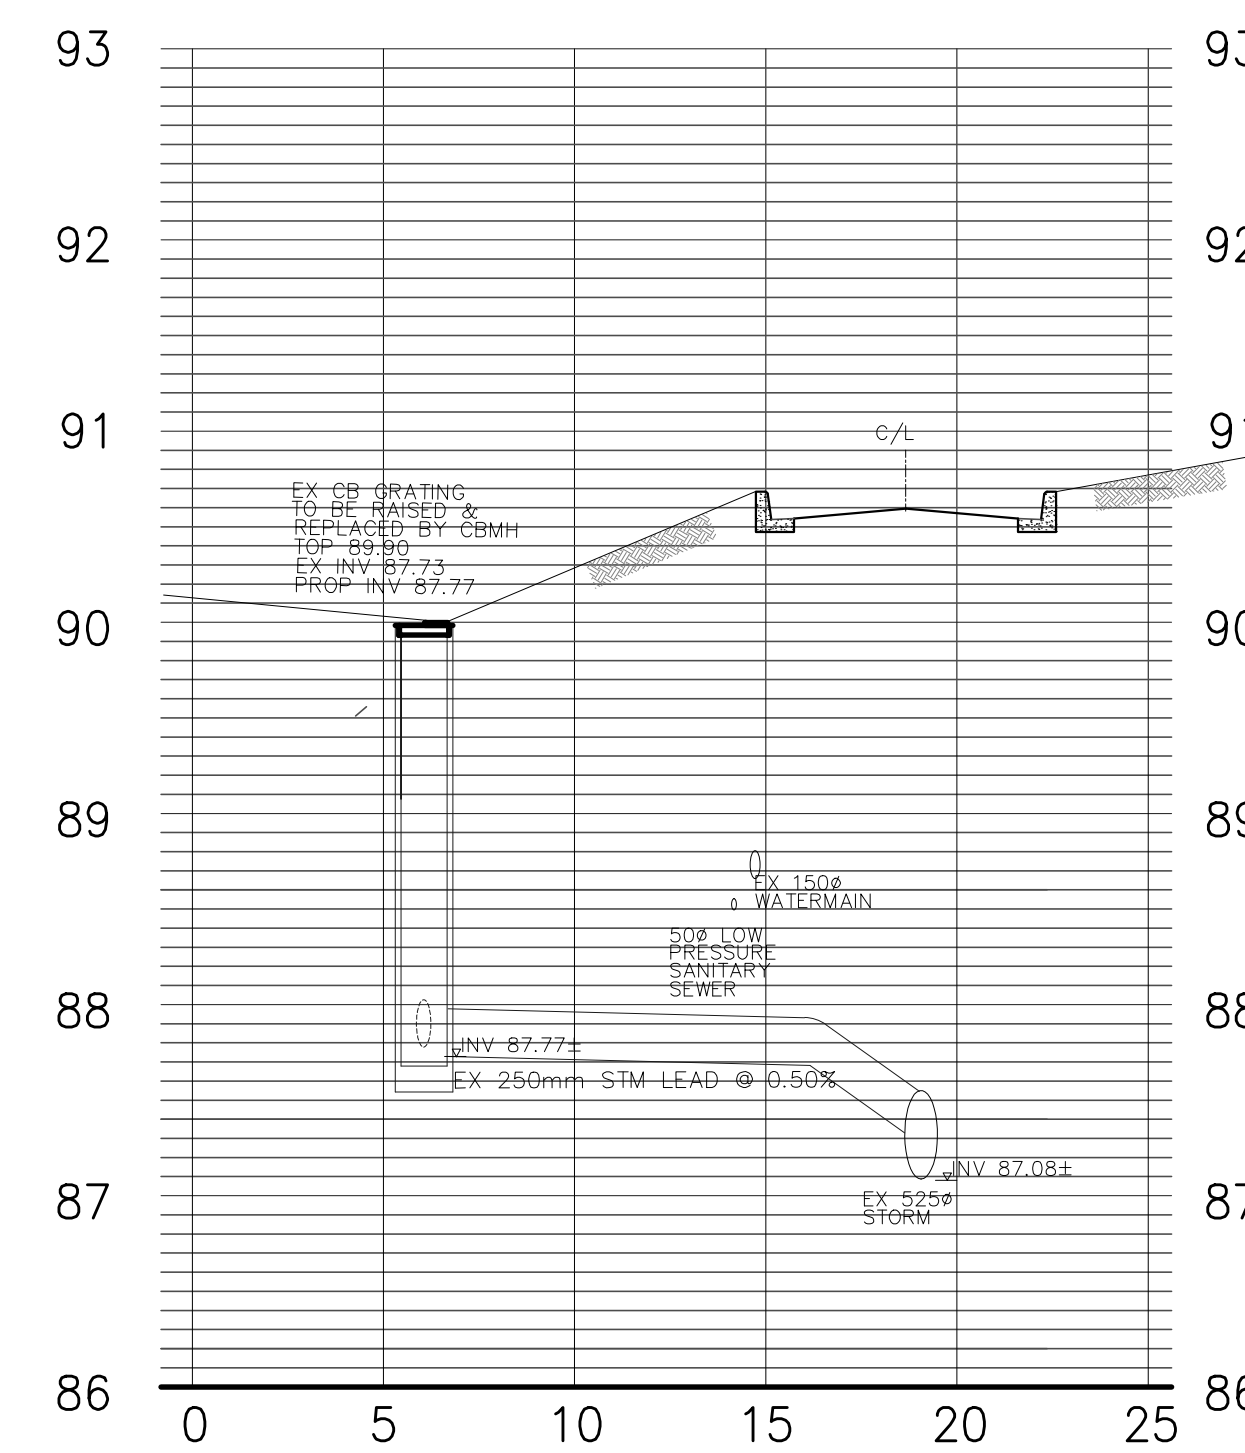 93
93
92
92
91
91
C/L
EX CB GRATING
TO BE RAISED &
REPLACED BY CBMH
TOP 89.90
EX INV 87.73
PROP INV 87.77
90
90
89
89
EX 150ø
WATERMAIN
50ø LOW
PRESSURE
SANITARY
SEWER
88
88
INV 87.77±
EX 250mm STM LEAD @ 0.50%
INV 87.08±
EX 525ø
STORM
87
87
86
86
0 5 10 15 20 25